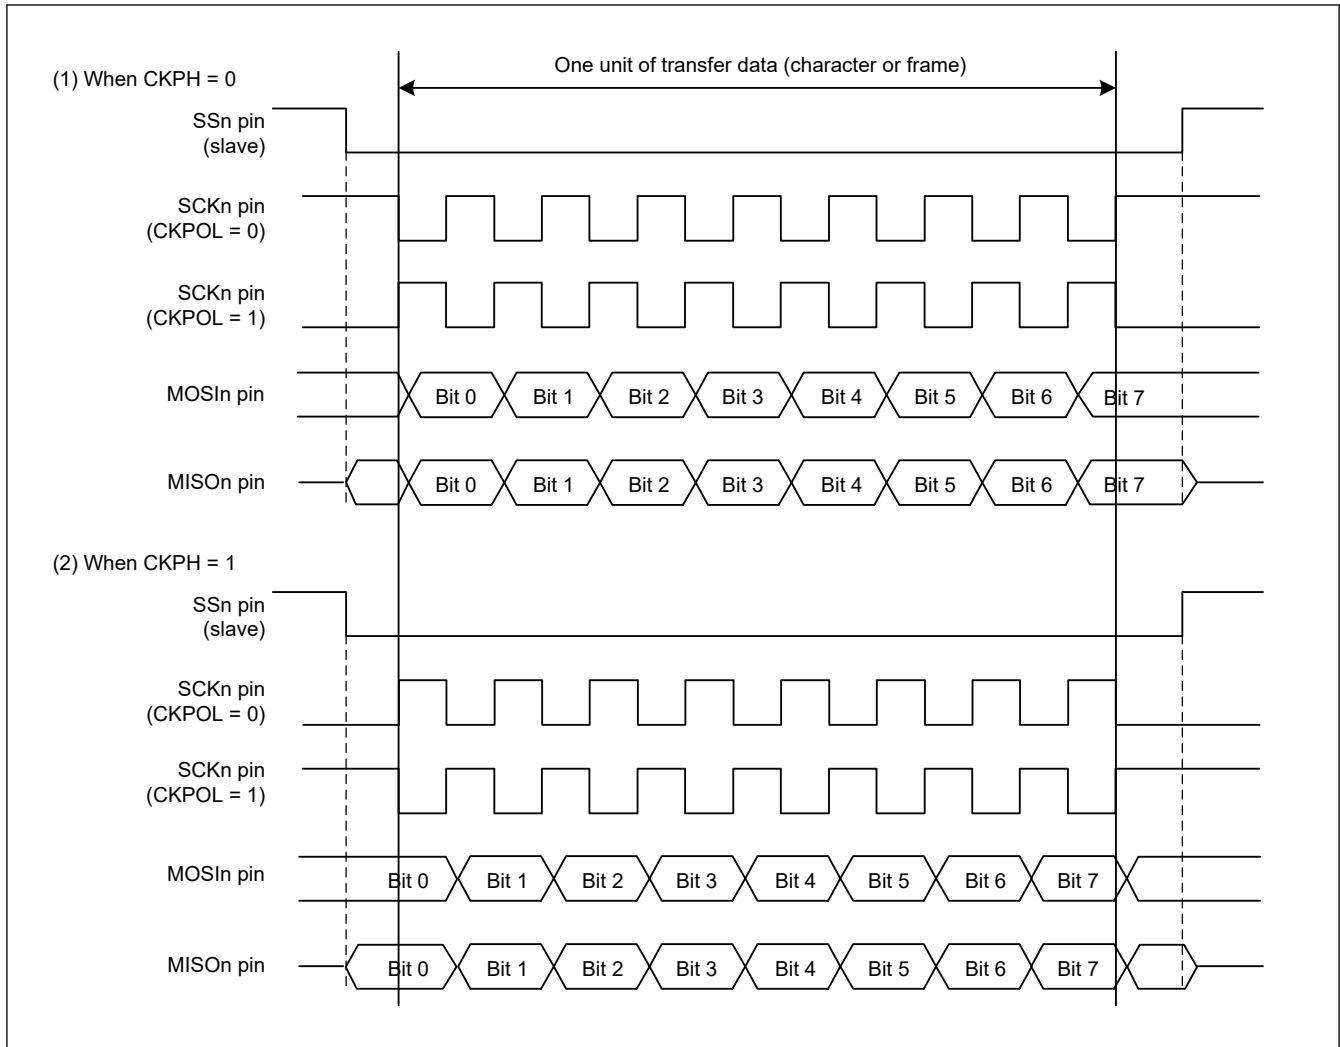 One unit of transfer data (character or frame)
(1) When CKPH = 0
SSn pin
(slave)
SCKn pin
(CKPOL = 0)
SCKn pin
(CKPOL = 1)
MOSIn pin
Bit 0 Bit 1 Bit 2 Bit 3 Bit 4 Bit 5 Bit 6 Bit 7
MISOn pin
Bit 0 Bit 1 Bit 2 Bit 3 Bit 4 Bit 5 Bit 6 Bit 7
(2) When CKPH = 1
SSn pin
(slave)
SCKn pin
(CKPOL = 0)
SCKn pin
(CKPOL = 1)
MOSIn pin
Bit 0 Bit 1 Bit 2 Bit 3 Bit 4 Bit 5 Bit 6 Bit 7
MISOn pin
Bit 0 Bit 1 Bit 2 Bit 3 Bit 4 Bit 5 Bit 6 Bit 7